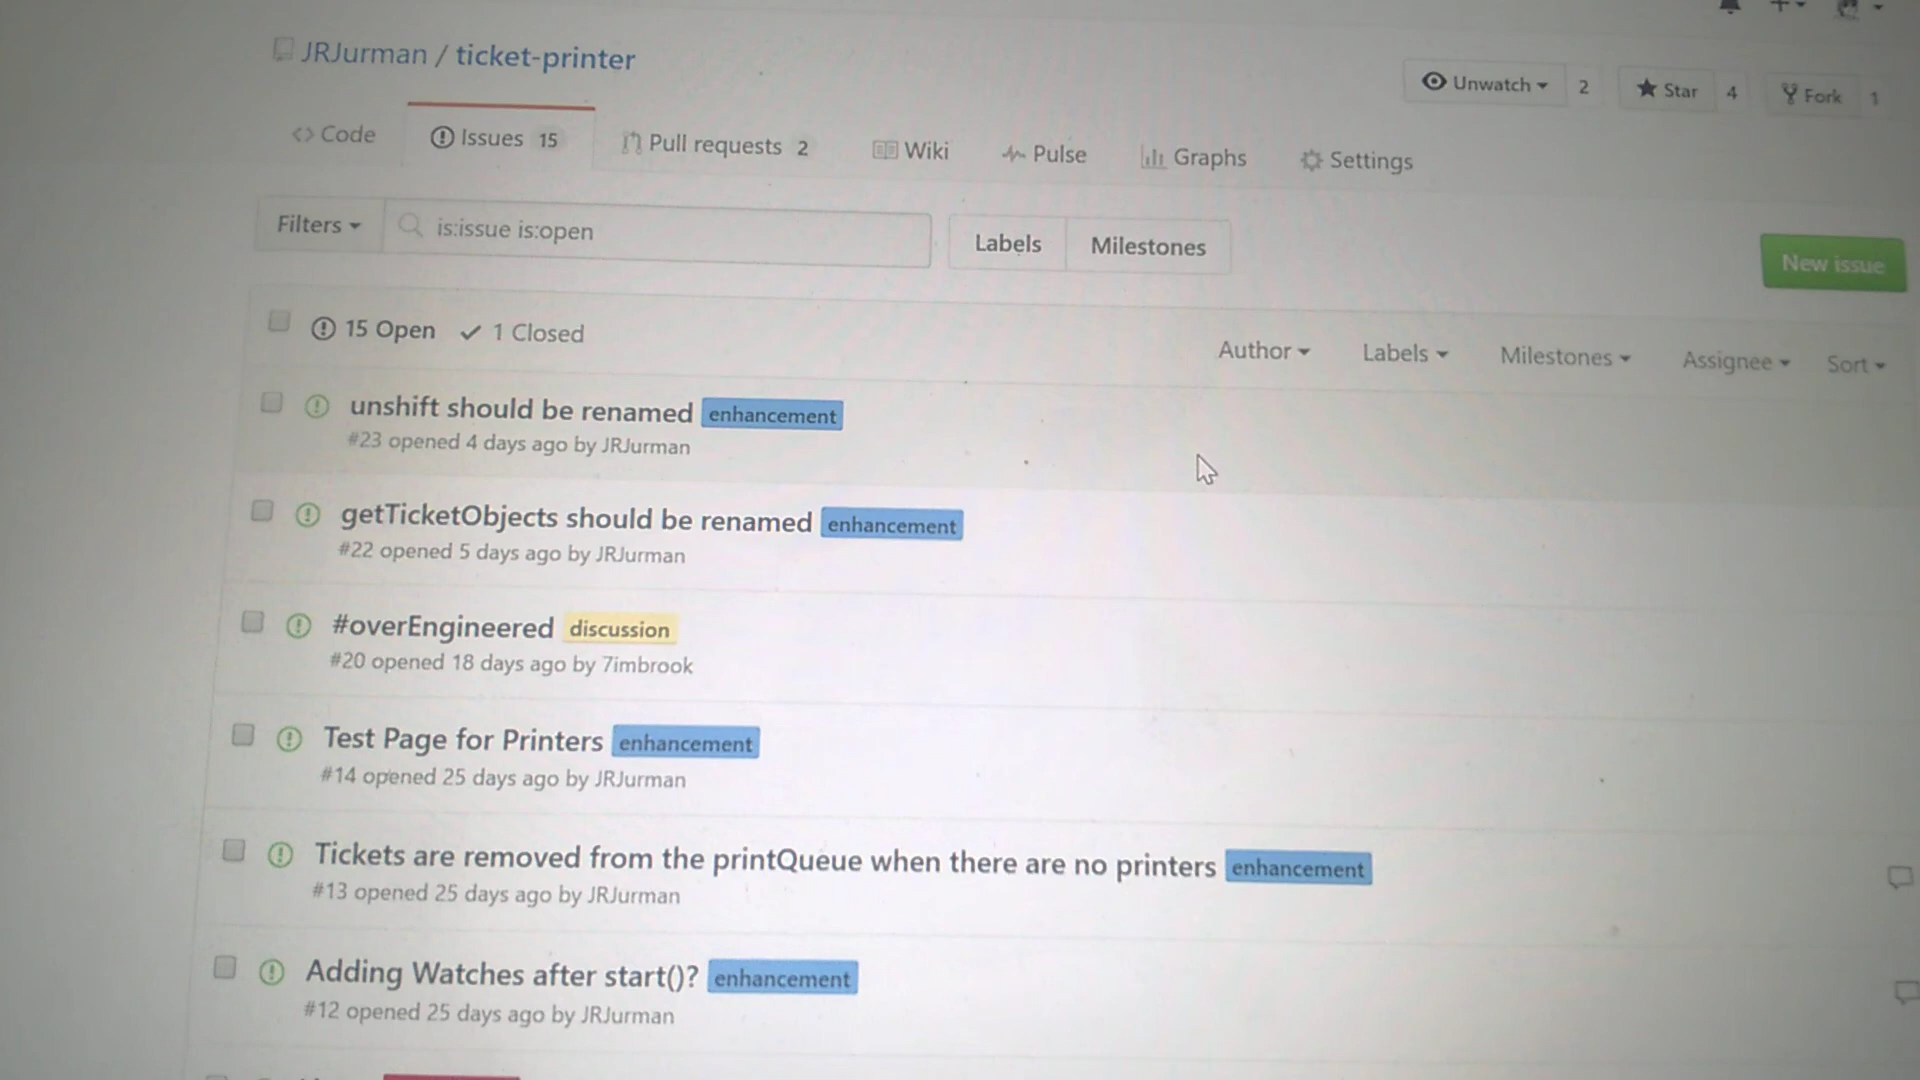 JRJurman / ticket-printer
Unwatch 2 Star 4 Fork 1
Code Issues 15 Pull requests 2 Wiki Pulse Graphs Settings
Filters is:issue is:open Labels Milestones New issue
15 Open 1 Closed Author Labels Milestones Assignee Sort
unshift should be renamed enhancement
#23 opened 4 days ago by JRJurman
getTicketObjects should be renamed enhancement
#22 opened 5 days ago by JRJurman
#overEngineered discussion
#20 opened 18 days ago by 7imbrook
Test Page for Printers enhancement
#14 opened 25 days ago by JRJurman
Tickets are removed from the printQueue when there are no printers enhancement
#13 opened 25 days ago by JRJurman
Adding Watches after start()? enhancement
#12 opened 25 days ago by JRJurman